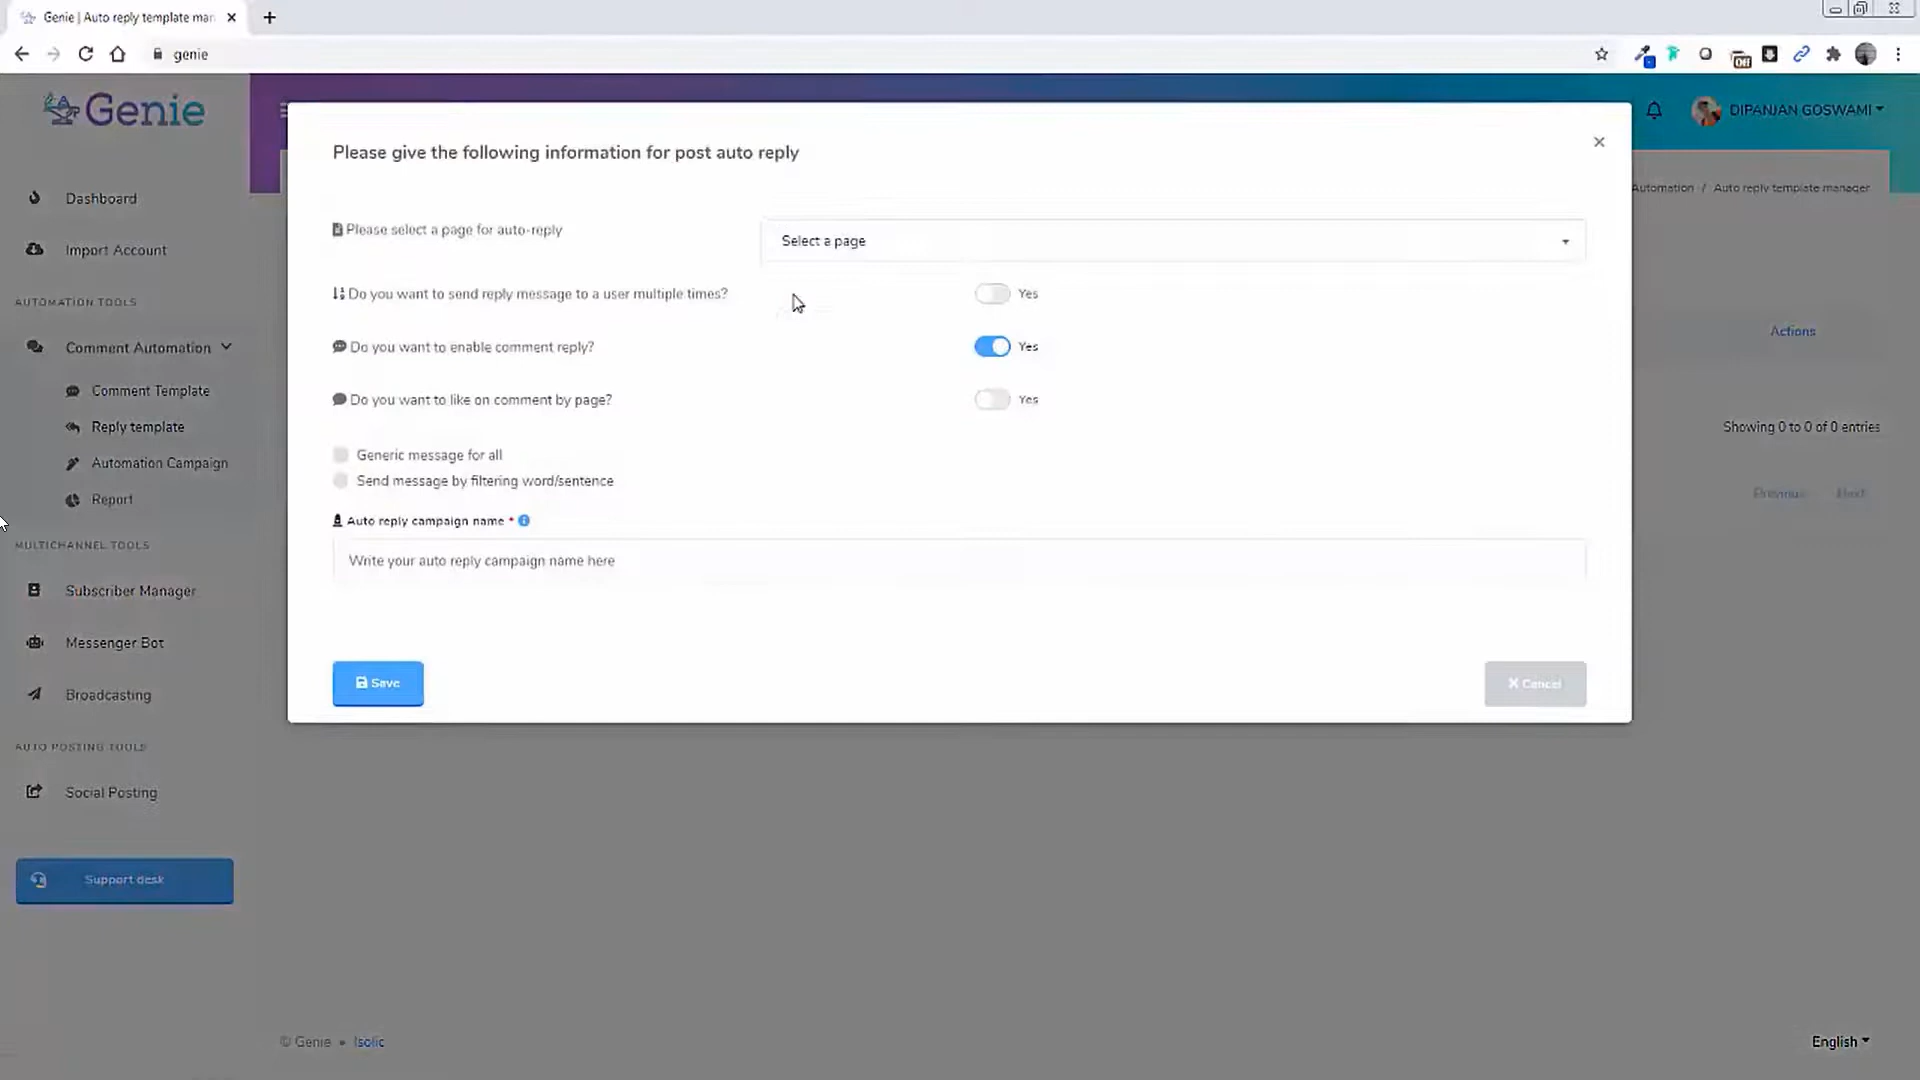 Genie | Auto reply template mar
genie
Off
Genie
DIPANJAN GOSWAMI
Please give the following information for post auto reply
Automation / Auto reply template manager
Dashboard
Import Account
AUTOMATION TOOLS
Comment Automation
Comment Template
Reply template
Automation Campaign
Report
MULTICHANNEL TOOLS
Subscriber Manager
Messenger Bot
Broadcasting
AUTO POSTING TOOLS
Social Posting
Support desk
Please select a page for auto-reply
Select a page
Do you want to send reply message to a user multiple times?
Yes
Do you want to enable comment reply?
Yes
Do you want to like on comment by page?
Yes
Generic message for all
Send message by filtering word/sentence
Auto reply campaign name *
Write your auto reply campaign name here
Save
Cancel
Actions
Showing 0 to 0 of 0 entries
Previous Next
© Genie • Isolic
English